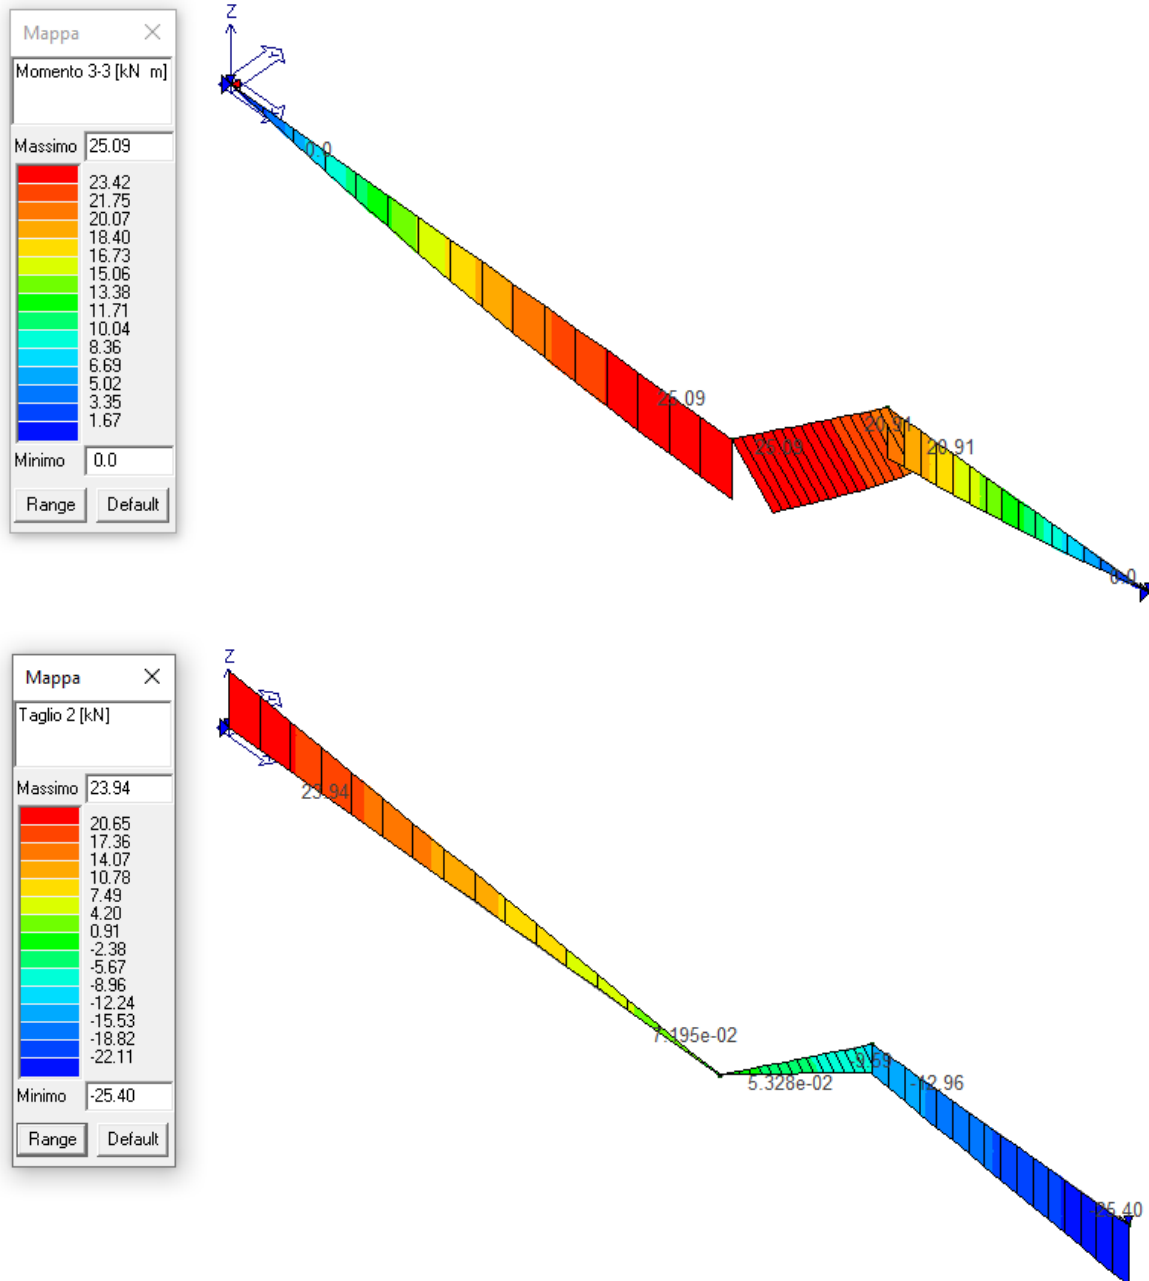 Mappa
Momento 3-3 [kN m]
Massimo 25.09
23.42
21.75
20.07
18.40
16.73
15.06
13.38
11.71
10.04
8.36
6.69
5.02
3.35
1.67
Minimo 0.0
Range Default
Z
0.0
25.09
25.09
20.91
20.91
0.0
Mappa
Taglio 2 [kN]
Massimo 23.94
20.65
17.36
14.07
10.78
7.49
4.20
0.91
-2.38
-5.67
-8.96
-12.24
-15.53
-18.82
-22.11
Minimo -25.40
Range Default
Z
23.94
7.195e-02
5.328e-02
-9.59
-12.96
-25.40